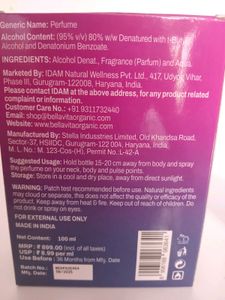 Generic Name: Perfume
Alcohol Content: (95% v/v) 80% w/w Denatured with t-Butyl
Alcohol and Denatonium Benzoate.
INGREDIENTS: Alcohol Denat., Fragrance (Parfum) and Aqua.
Marketed By: IDAM Natural Wellness Pvt. Ltd., 417, Udyog Vihar,
Phase III, Gurugram - 122008, Haryana, India.
Please contact IDAM at the above address, for any product related
complaint or information.
Contact No.: +91 9311732440
Email: shop@bellavitaorganic.com
Website: www.bellavitaorganic.com
Manufactured By: Stella Industries Limited, Old Khandsa Road,
Sector-37, HSIIDC, Gurugram-122 004, Haryana, India,
M. L. No.: M. 123-Cos-(H), Permit No. L-42-A
Suggested Usage: Hold bottle 15-20 cm away from body and spray
the perfume on your neck, body and pulse points.
Storage: Store in a cool and dry place, away from direct sunlight.
WARNING: Patch test recommended before use. Natural ingredients
may cloud or separate, this does not affect the quality or efficacy of the
product. Keep away from heat & fire. Keep out of reach of children. Do
not drink or spray on eyes.
FOR EXTERNAL USE ONLY
MADE IN INDIA
Net Content: 100 ml
MRP: ₹ 899.00 (incl. of all taxes)
USP: ₹ 8.99 per ml
Use Before: 36 Months from Mfg. Date
Batch No.:
Mfg. Date: